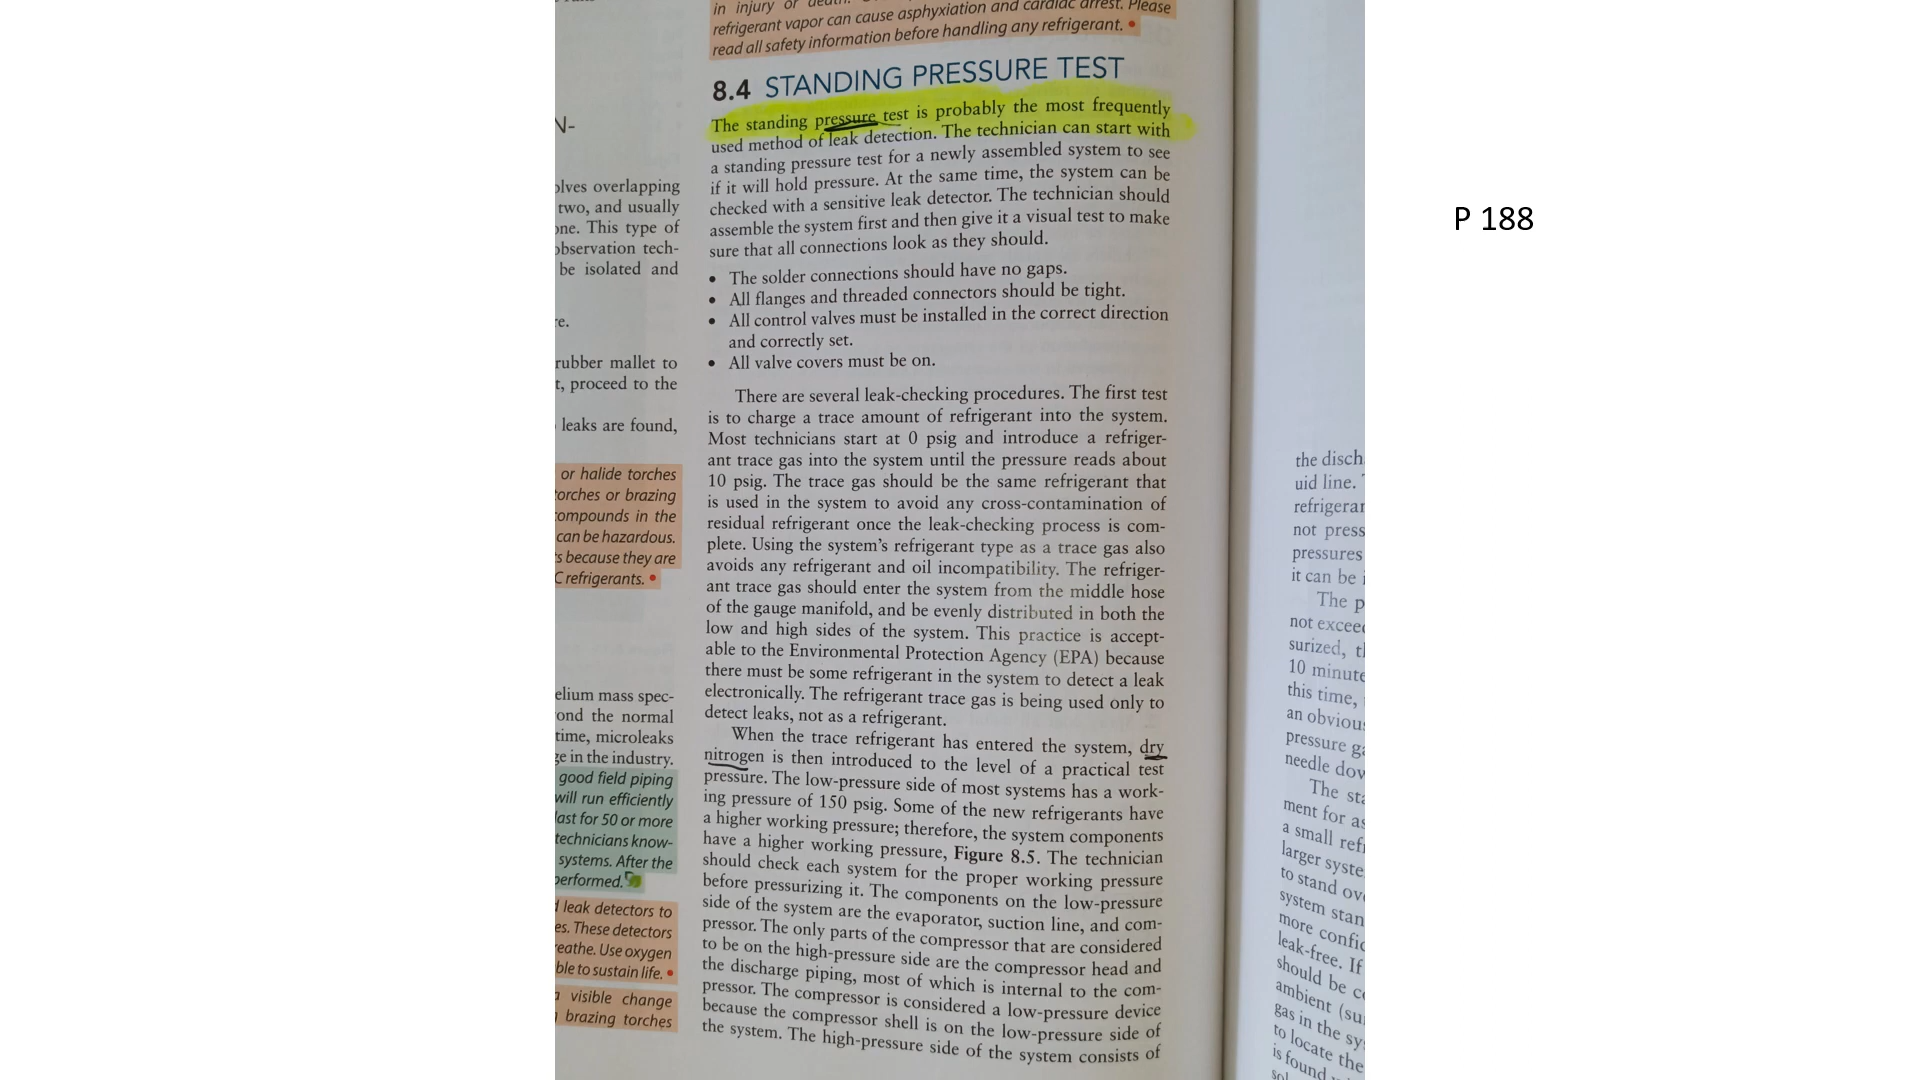 N-
olves overlapping
two, and usually
one. This type of
observation tech-
be isolated and
re.
rubber mallet to
t, proceed to the
leaks are found,
or halide torches
torches or brazing
compounds in the
can be hazardous.
s because they are
C refrigerants. •
elium mass spec-
ond the normal
time, microleaks
ge in the industry.
good field piping
will run efficiently
last for 50 or more
technicians know-
systems. After the
performed.
leak detectors to
es. These detectors
reathe. Use oxygen
ble to sustain life. •
visible change
brazing torches
in injury or death.
refrigerant vapor can cause asphyxiation and cardiac arrest. Please
read all safety information before handling any refrigerant. •
8.4 STANDING PRESSURE TEST
The standing pressure test is probably the most frequently
used method of leak detection. The technician can start with
a standing pressure test for a newly assembled system to see
if it will hold pressure. At the same time, the system can be
checked with a sensitive leak detector. The technician should
assemble the system first and then give it a visual test to make
sure that all connections look as they should.
• The solder connections should have no gaps.
• All flanges and threaded connectors should be tight.
• All control valves must be installed in the correct direction
and correctly set.
• All valve covers must be on.
There are several leak-checking procedures. The first test
is to charge a trace amount of refrigerant into the system.
Most technicians start at 0 psig and introduce a refriger-
ant trace gas into the system until the pressure reads about
10 psig. The trace gas should be the same refrigerant that
is used in the system to avoid any cross-contamination of
residual refrigerant once the leak-checking process is com-
plete. Using the system's refrigerant type as a trace gas also
avoids any refrigerant and oil incompatibility. The refriger-
ant trace gas should enter the system from the middle hose
of the gauge manifold, and be evenly distributed in both the
low and high sides of the system. This practice is accept-
able to the Environmental Protection Agency (EPA) because
there must be some refrigerant in the system to detect a leak
electronically. The refrigerant trace gas is being used only to
detect leaks, not as a refrigerant.
When the trace refrigerant has entered the system, dry
nitrogen is then introduced to the level of a practical test
pressure. The low-pressure side of most systems has a work-
ing pressure of 150 psig. Some of the new refrigerants have
a higher working pressure; therefore, the system components
have a higher working pressure, Figure 8.5. The technician
should check each system for the proper working pressure
before pressurizing it. The components on the low-pressure
side of the system are the evaporator, suction line, and com-
pressor. The only parts of the compressor that are considered
to be on the high-pressure side are the compressor head and
the discharge piping, most of which is internal to the com-
pressor. The compressor is considered a low-pressure device
because the compressor shell is on the low-pressure side of
the system. The high-pressure side of the system consists of
the disch
uid line.
refrigerar
not press
pressures
it can be i
The p
not exceed
surized, t
10 minute
this time,
an obvious
pressure ga
needle dov
The sta
ment for as
a small refr
larger syste
to stand ove
system stan
more confid
leak-free. If
should be co
ambient (su
gas in the sy
to locate the
is found
P 188